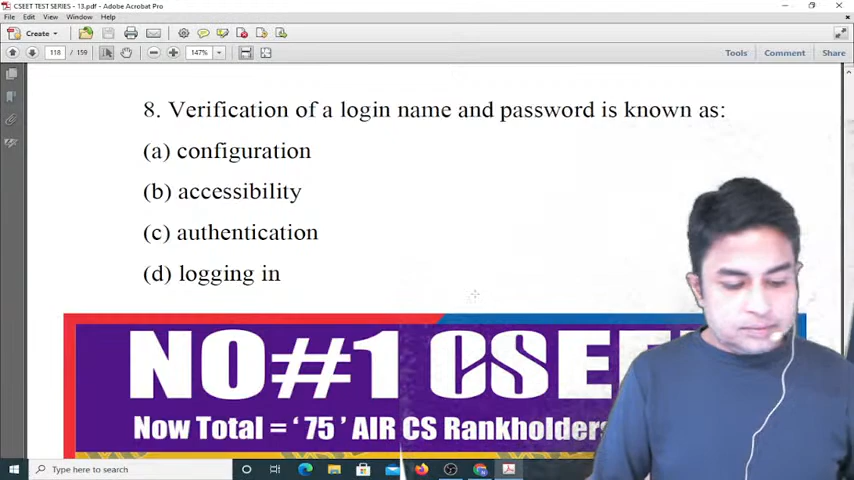 CSEET TEST SERIES - 13.pdf - Adobe Acrobat Pro
File Edit View Window Help
Create
118 / 159 147% Tools Comment Share
8. Verification of a login name and password is known as:
(a) configuration
(b) accessibility
(c) authentication
(d) logging in
NO#1 CSEE
Now Total = ‘ 75 ’ AIR CS Rankholders
Type here to search